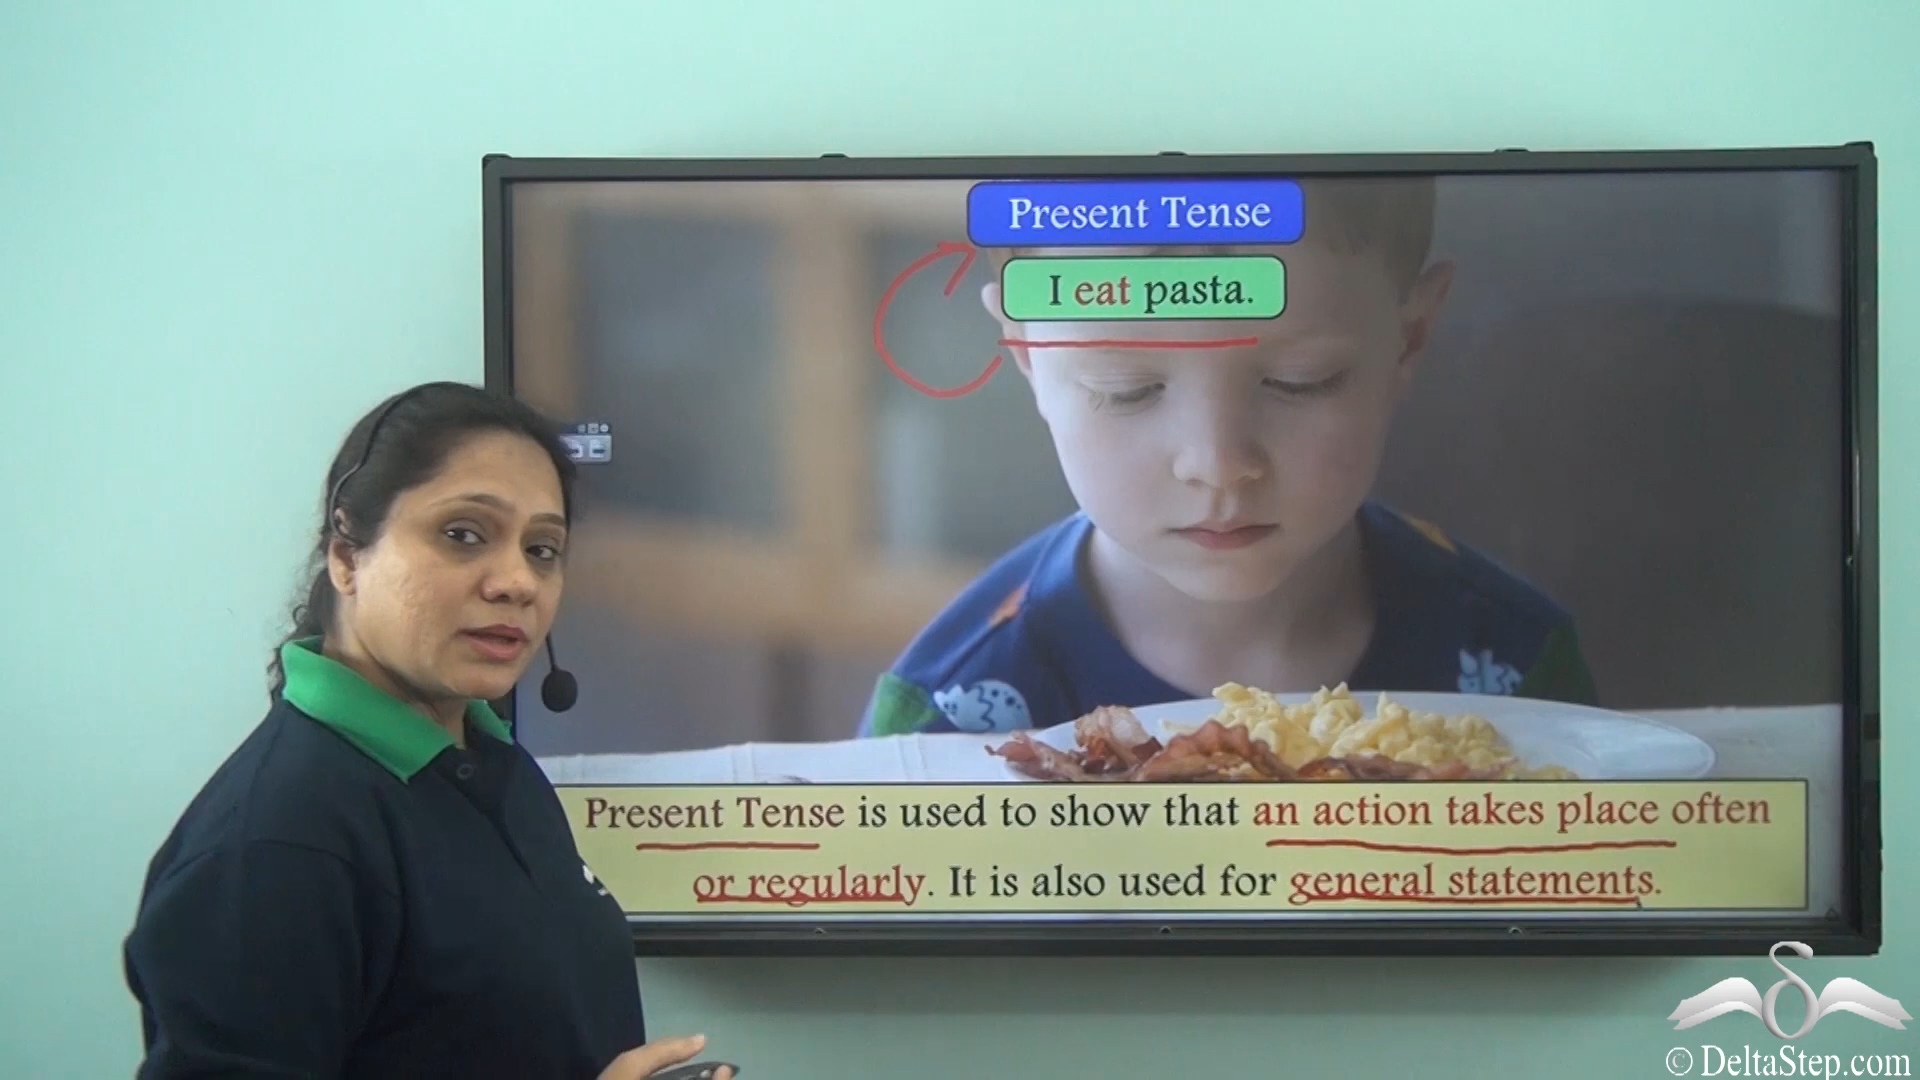 Present Tense
I eat pasta.
Present Tense is used to show that an action takes place often
or regularly. It is also used for general statements.
© DeltaStep.com